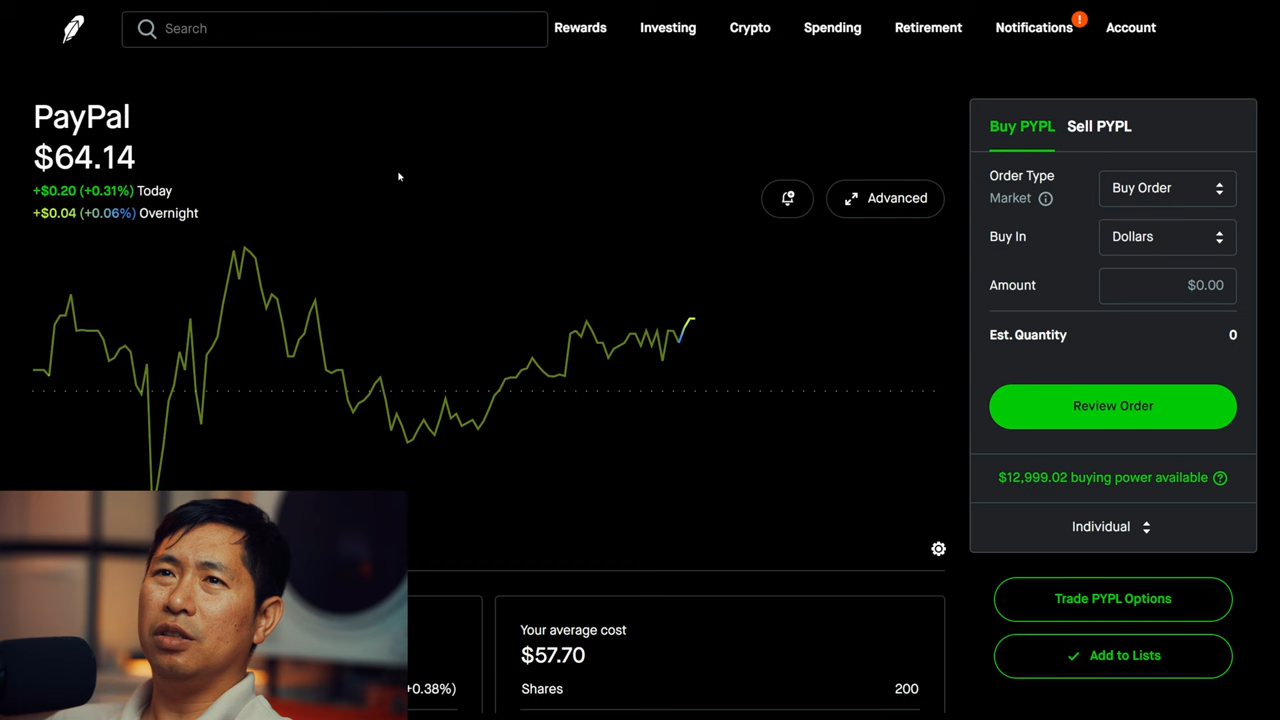 Search
Rewards
Investing
Crypto
Spending
Retirement
Notifications
!
Account
PayPal
$64.14
+$0.20 (+0.31%) Today
+$0.04 (+0.06%) Overnight
Advanced
Buy PYPL
Sell PYPL
Order Type
Market
Buy Order
Buy In
Dollars
Amount
$0.00
Est. Quantity
0
Review Order
$12,999.02 buying power available
Individual
Trade PYPL Options
Add to Lists
Your average cost
$57.70
+0.38%)
Shares
200